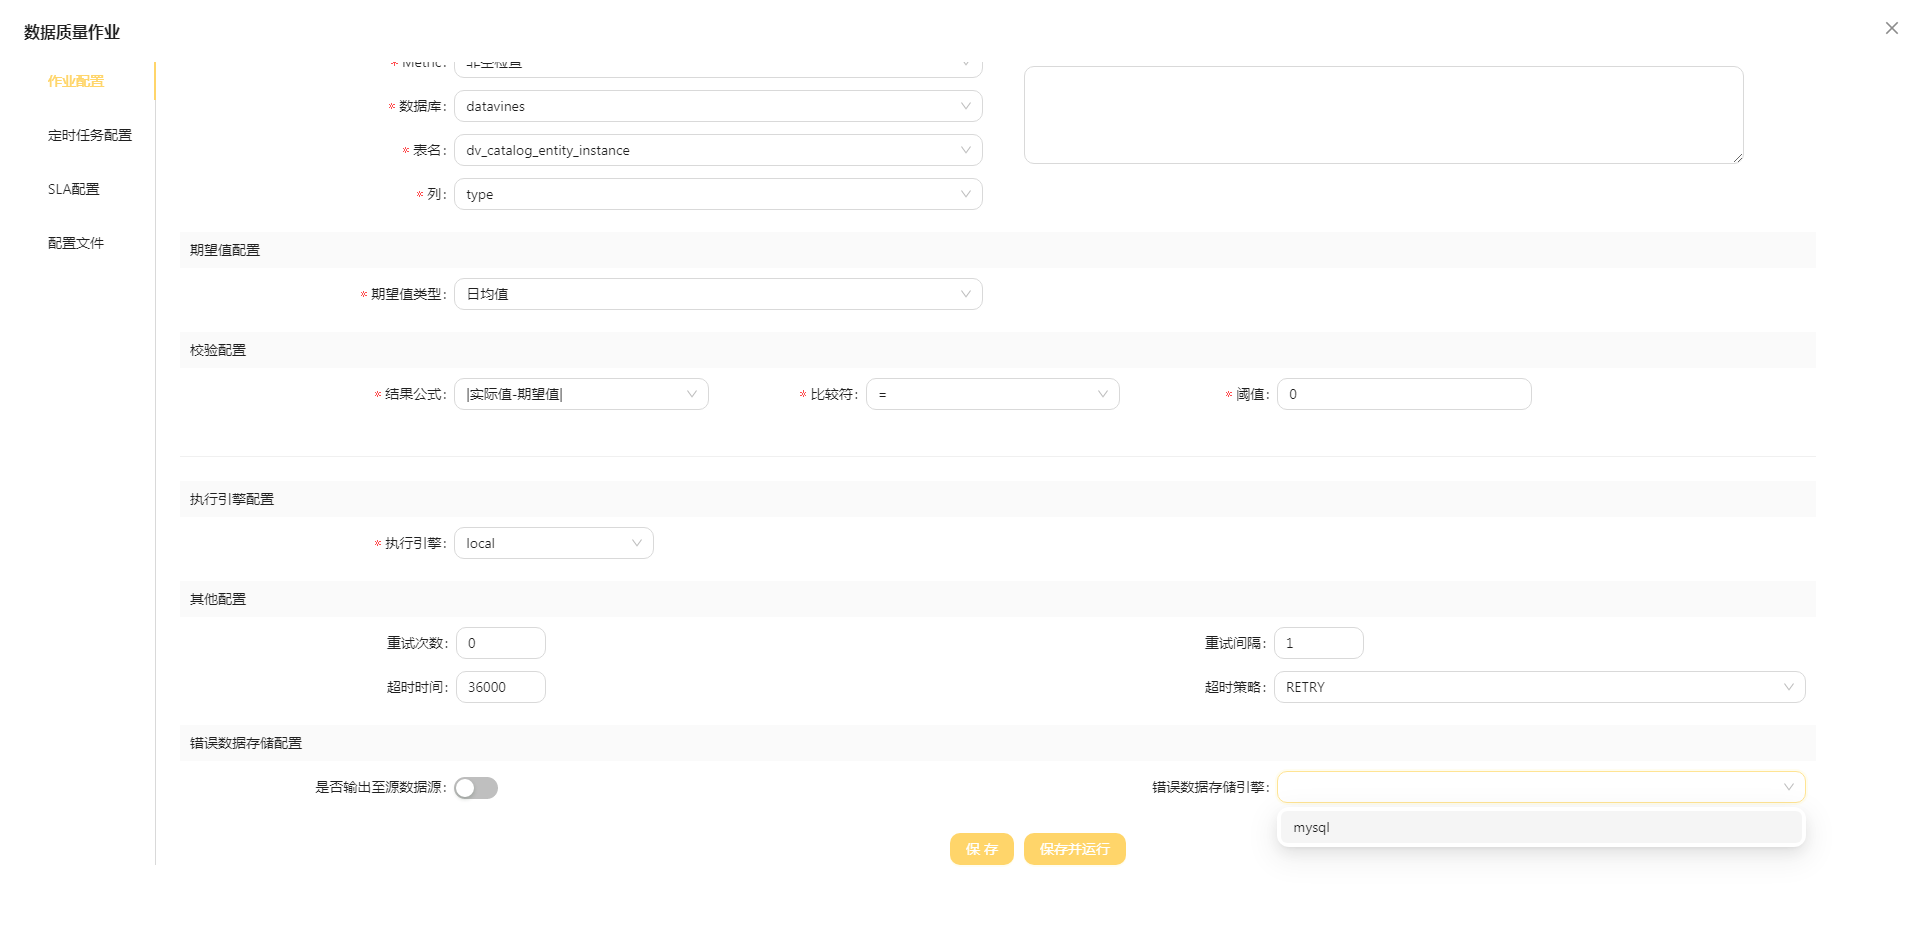 数据质量作业
作业配置
定时任务配置
SLA配置
配置文件
* Metric: 非空检查
* 数据库: datavines
* 表名: dv_catalog_entity_instance
* 列: type
期望值配置
* 期望值类型: 日均值
校验配置
* 结果公式: |实际值-期望值| * 比较符: = * 阈值: 0
执行引擎配置
* 执行引擎: local
其他配置
重试次数: 0 重试间隔: 1
超时时间: 36000 超时策略: RETRY
错误数据存储配置
是否输出至源数据源: 错误数据存储引擎:
mysql
保 存 保存并运行